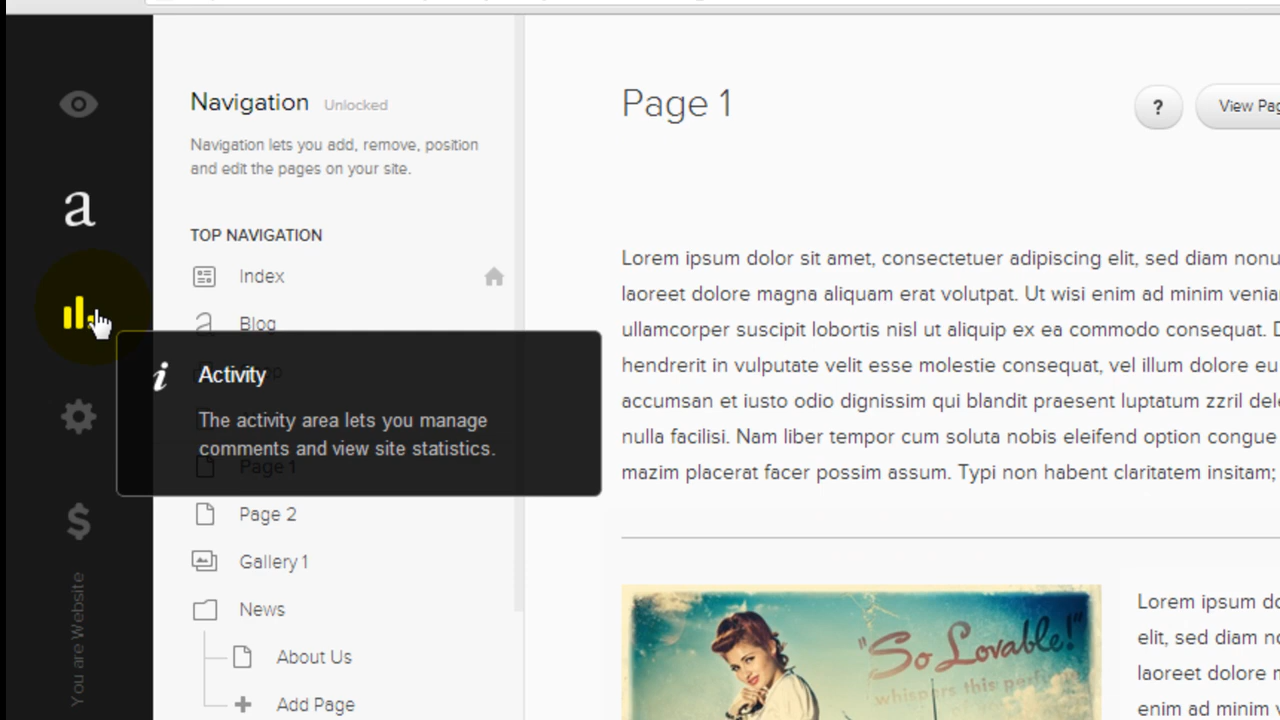 Navigation Unlocked
Navigation lets you add, remove, position
and edit the pages on your site.
TOP NAVIGATION
Index
Blog
Activity
The activity area lets you manage
comments and view site statistics.
Page 1
Page 2
Gallery 1
News
About Us
Add Page
a
$
You are Website
Page 1
?
View Pag
Lorem ipsum dolor sit amet, consectetuer adipiscing elit, sed diam nonu
laoreet dolore magna aliquam erat volutpat. Ut wisi enim ad minim venia
ullamcorper suscipit lobortis nisl ut aliquip ex ea commodo consequat. D
hendrerit in vulputate velit esse molestie consequat, vel illum dolore eu
accumsan et iusto odio dignissim qui blandit praesent luptatum zzril dele
nulla facilisi. Nam liber tempor cum soluta nobis eleifend option congue
mazim placerat facer possim assum. Typi non habent claritatem insitam;
"So Lovable!"
whispers this
Lorem ipsum do
elit, sed diam no
laoreet dolore m
enim ad minim v